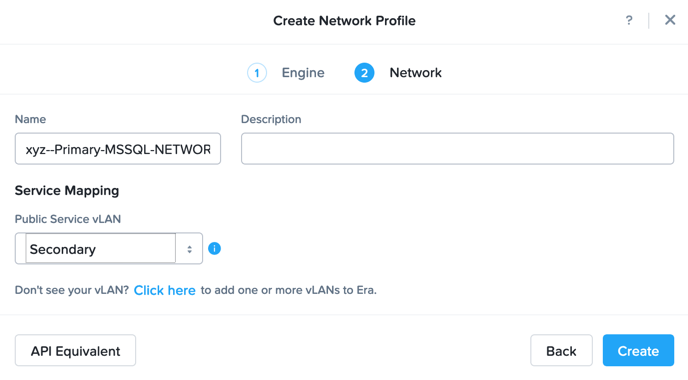 Create Network Profile
?
1 Engine 2 Network
Name Description
xyz--Primary-MSSQL-NETWOR
Service Mapping
Public Service vLAN
Secondary
Don't see your vLAN? Click here to add one or more vLANs to Era.
API Equivalent Back Create